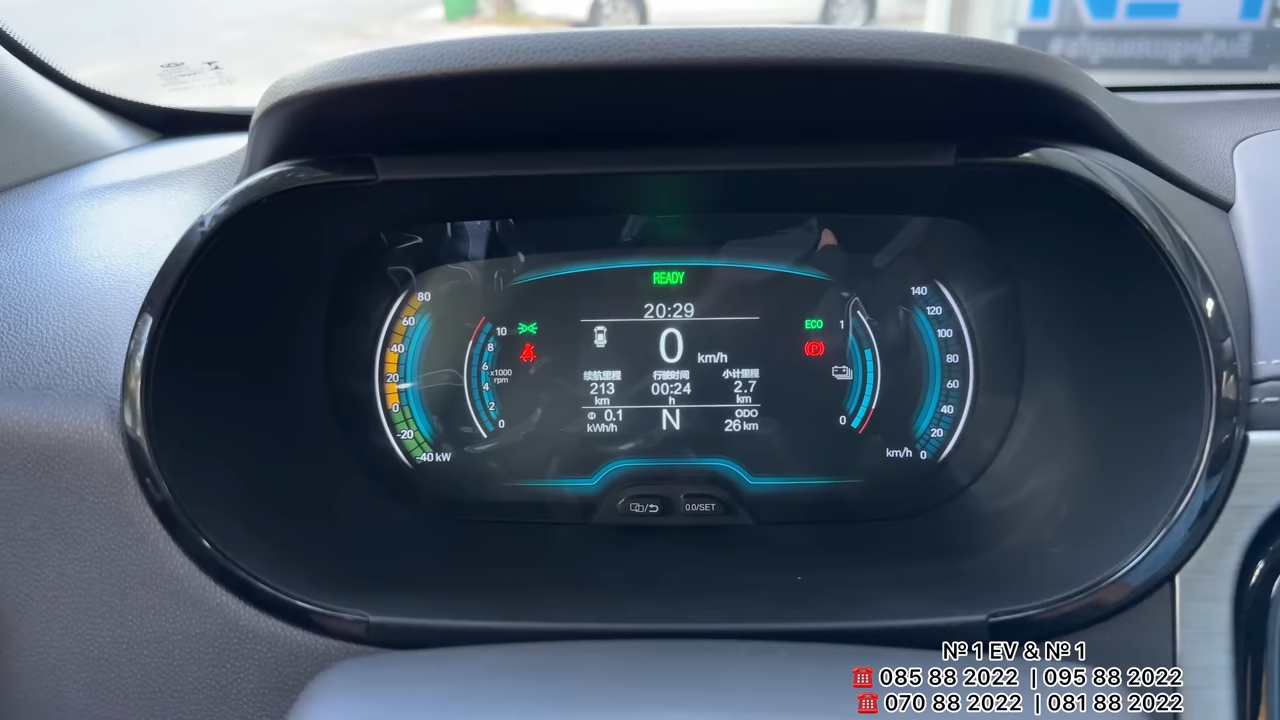 READY
20:29
80
60
40
20
0
-20
-40 kW
10
8
6
4
2
0
x1000
rpm
0 km/h
续航里程 行驶时间 小计里程
213 00:24 2.7
km h km
Φ 0.1 N ODO
kWh/h 26 km
ECO
P
1
0
140
120
100
80
60
40
20
km/h 0
0.0/SET
№ 1 EV & № 1
☎ 085 88 2022 | 095 88 2022
☎ 070 88 2022 | 081 88 2022